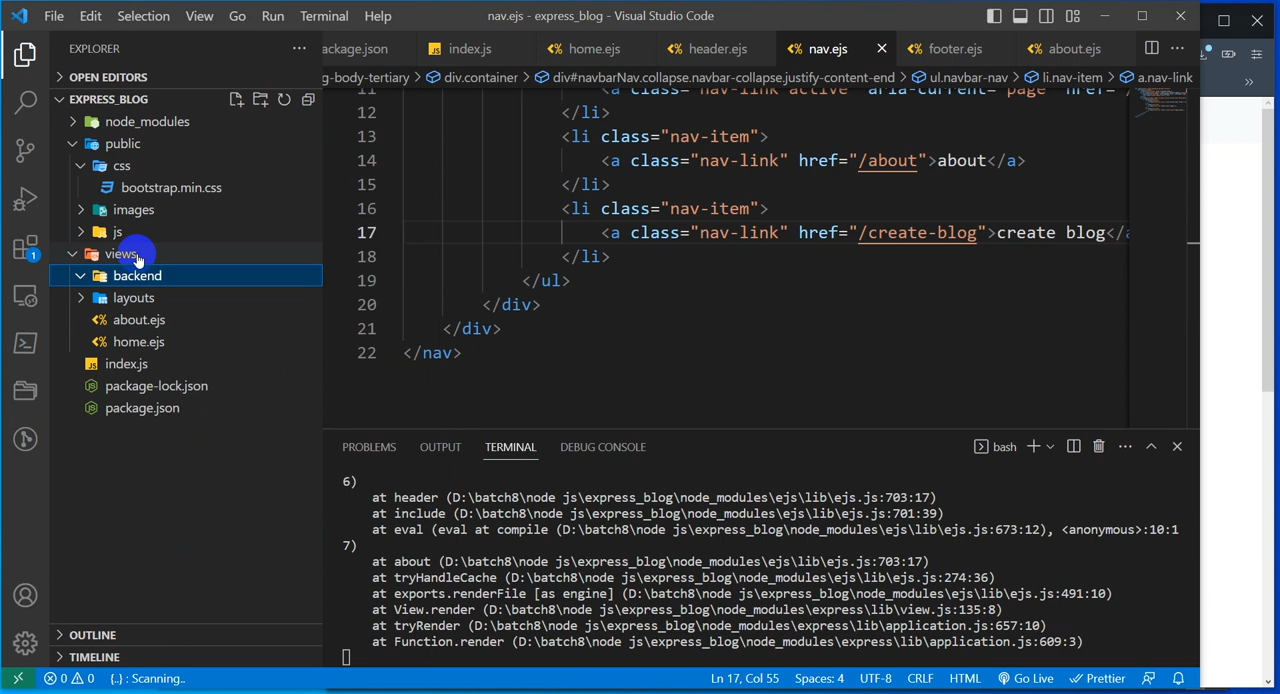 File Edit Selection View Go Run Terminal Help
nav.ejs - express_blog - Visual Studio Code
EXPLORER
OPEN EDITORS
EXPRESS_BLOG
node_modules
public
css
bootstrap.min.css
images
js
views
backend
layouts
about.ejs
home.ejs
index.js
package-lock.json
package.json
OUTLINE
TIMELINE
1
ackage.json index.js home.ejs header.ejs nav.ejs footer.ejs about.ejs
g-body-tertiary > div.container > div#navbarNav.collapse.navbar-collapse.justify-content-end > ul.navbar-nav > li.nav-item > a.nav-link
11 <a class="nav-link active" aria-current="page" href="/
12 </li>
13 <li class="nav-item">
14 <a class="nav-link" href="/about">about</a>
15 </li>
16 <li class="nav-item">
17 <a class="nav-link" href="/create-blog">create blog</a
18 </li>
19 </ul>
20 </div>
21 </div>
22 </nav>
PROBLEMS OUTPUT TERMINAL DEBUG CONSOLE
bash
6)
at header (D:\batch8\node js\express_blog\node_modules\ejs\lib\ejs.js:703:17)
at include (D:\batch8\node js\express_blog\node_modules\ejs\lib\ejs.js:701:39)
at eval (eval at compile (D:\batch8\node js\express_blog\node_modules\ejs\lib\ejs.js:673:12), <anonymous>:10:1
7)
at about (D:\batch8\node js\express_blog\node_modules\ejs\lib\ejs.js:703:17)
at tryHandleCache (D:\batch8\node js\express_blog\node_modules\ejs\lib\ejs.js:274:36)
at exports.renderFile [as engine] (D:\batch8\node js\express_blog\node_modules\ejs\lib\ejs.js:491:10)
at View.render (D:\batch8\node js\express_blog\node_modules\express\lib\view.js:135:8)
at tryRender (D:\batch8\node js\express_blog\node_modules\express\lib\application.js:657:10)
at Function.render (D:\batch8\node js\express_blog\node_modules\express\lib\application.js:609:3)
0 0 {..} : Scanning.. Ln 17, Col 55 Spaces: 4 UTF-8 CRLF HTML Go Live Prettier